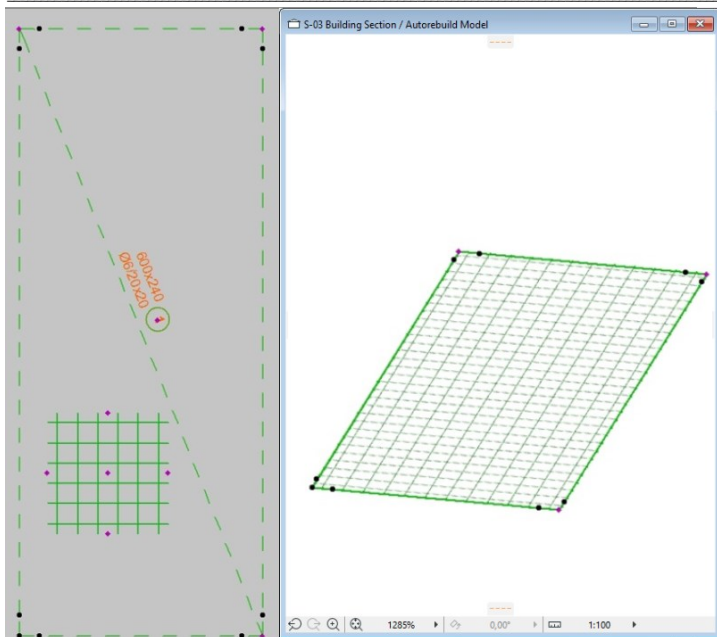 S-03 Building Section / Autorebuild Model
600x240
Ø6/20x20
1285%
0,00°
1:100